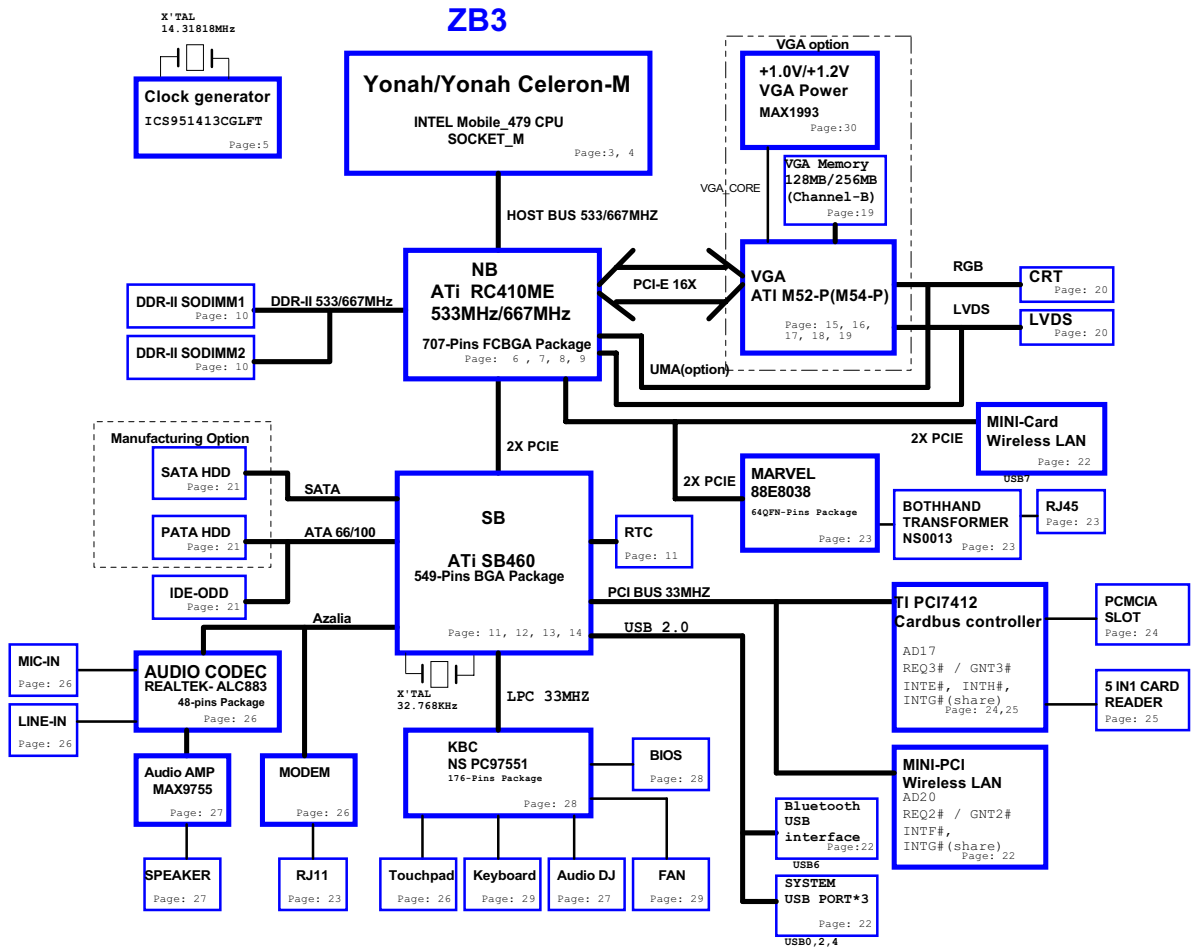 ZB3
X'TAL
14.31818MHz
Clock generator
ICS951413CGLFT
Page:5
Yonah/Yonah Celeron-M
INTEL Mobile_479 CPU
SOCKET_M
Page:3, 4
VGA option
+1.0V/+1.2V
VGA Power
MAX1993
Page:30
VGA_CORE
VGA Memory
128MB/256MB
(Channel-B)
Page:19
HOST BUS 533/667MHZ
NB
ATi RC410ME
533MHz/667MHz
707-Pins FCBGA Package
Page: 6 , 7, 8, 9
PCI-E 16X
VGA
ATI M52-P(M54-P)
Page: 15, 16,
17, 18, 19
RGB
CRT
Page: 20
LVDS
LVDS
Page: 20
DDR-II SODIMM1
Page: 10
DDR-II 533/667MHz
DDR-II SODIMM2
Page: 10
UMA(option)
Manufacturing Option
SATA HDD
Page: 21
SATA
PATA HDD
Page: 21
ATA 66/100
IDE-ODD
Page: 21
2X PCIE
2X PCIE
2X PCIE
MINI-Card
Wireless LAN
Page: 22
USB7
MARVEL
88E8038
64QFN-Pins Package
Page: 23
BOTHHAND
TRANSFORMER
NS0013
Page: 23
RJ45
Page: 23
SB
ATi SB460
549-Pins BGA Package
Page: 11, 12, 13, 14
RTC
Page: 11
PCI BUS 33MHZ
USB 2.0
Azalia
X'TAL
32.768KHz
LPC 33MHZ
TI PCI7412
Cardbus controller
AD17
REQ3# / GNT3#
INTE#, INTH#,
INTG#(share)
Page: 24,25
PCMCIA
SLOT
Page: 24
5 IN1 CARD
READER
Page: 25
MIC-IN
Page: 26
LINE-IN
Page: 26
AUDIO CODEC
REALTEK- ALC883
48-pins Package
Page: 26
Audio AMP
MAX9755
Page: 27
MODEM
Page: 26
KBC
NS PC97551
176-Pins Package
Page: 28
BIOS
Page: 28
MINI-PCI
Wireless LAN
AD20
REQ2# / GNT2#
INTF#,
INTG#(share)
Page: 22
Bluetooth
USB
interface
Page:22
USB6
SPEAKER
Page: 27
RJ11
Page: 23
Touchpad
Page: 26
Keyboard
Page: 29
Audio DJ
Page: 27
FAN
Page: 29
SYSTEM
USB PORT*3
Page: 22
USB0,2,4